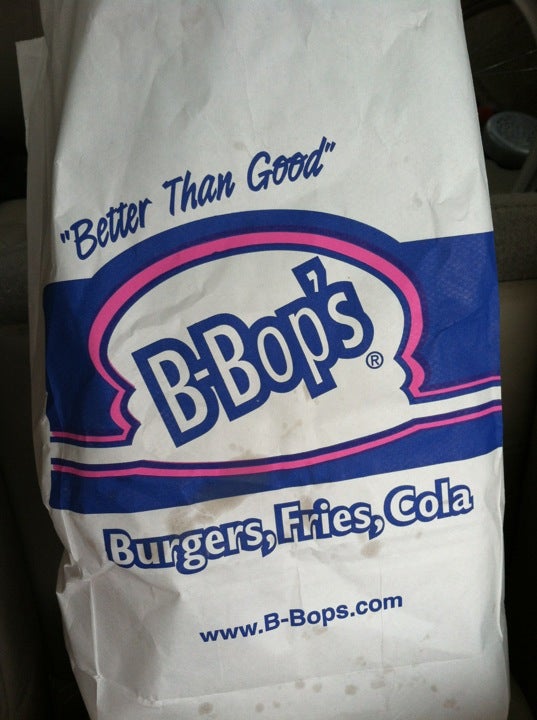 "Better Than Good"
B-Bop's®
Burgers, Fries, Cola
www.B-Bops.com